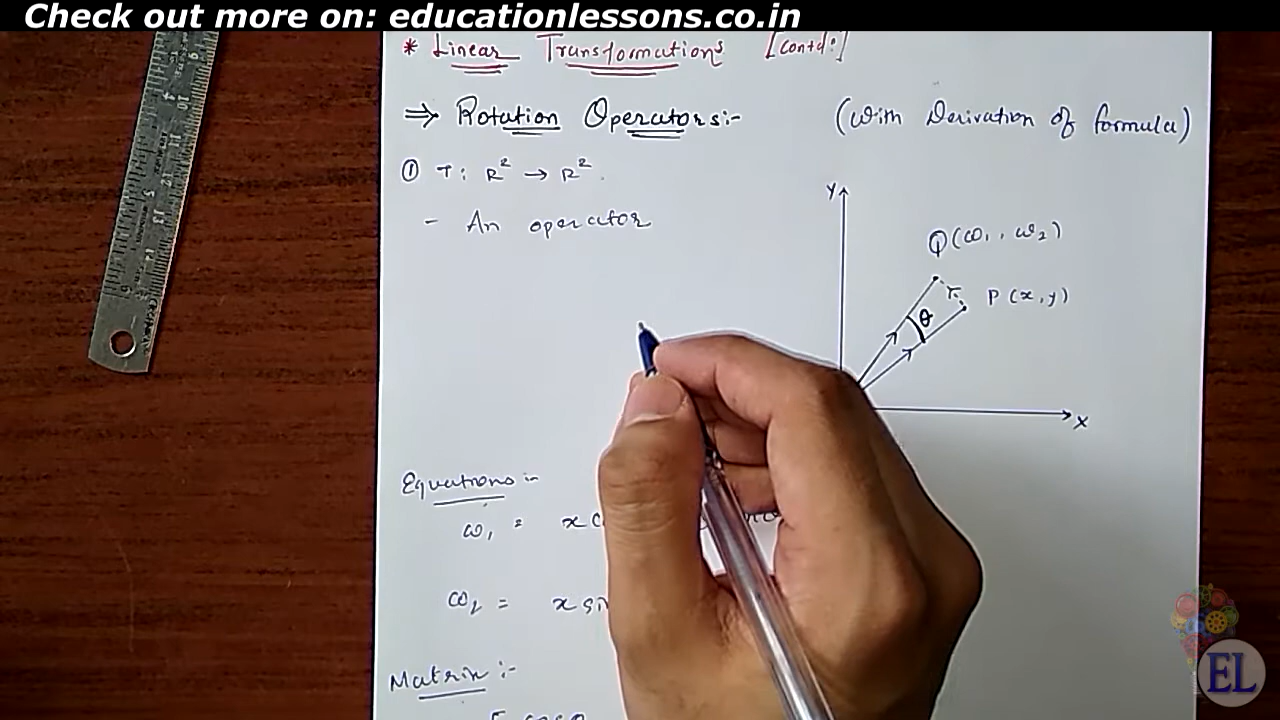 Check out more on: educationlessons.co.in
* Linear Transformations [contd:]
⇒ Rotation Operators:- (With Derivation of formula)
① T: R² → R².
- An operator
Y
Q(ω₁, ω₂)
r
P(x,y)
θ
X
Equations :-
ω₁ = x
ω₂ = x
Matrix :-
EL